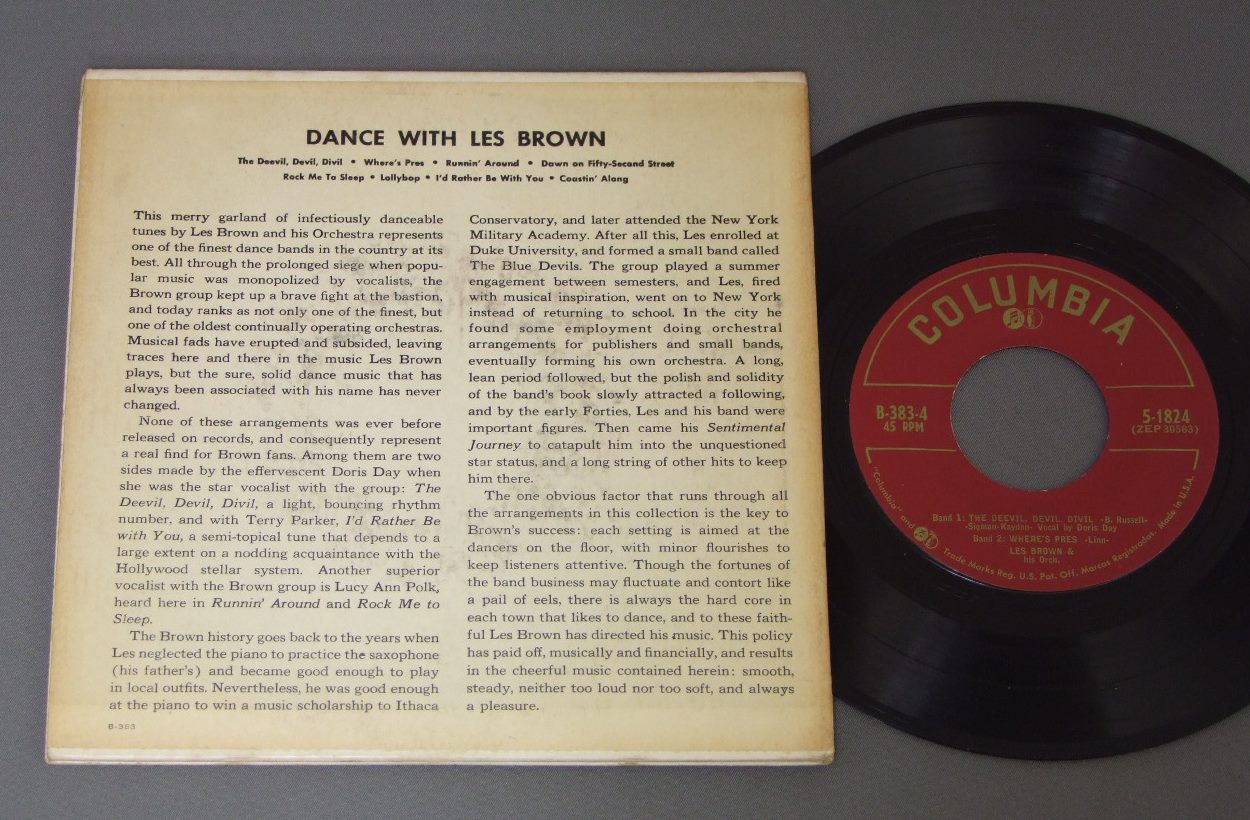 DANCE WITH LES BROWN
The Deevil, Devil, Divil • Where's Pres • Runnin' Around • Dawn on Fifty-Second Street
Rock Me To Sleep • Lollybop • I'd Rather Be With You • Coastin' Along
This merry garland of infectiously danceable
tunes by Les Brown and his Orchestra represents
one of the finest dance bands in the country at its
best. All through the prolonged siege when popu-
lar music was monopolized by vocalists, the
Brown group kept up a brave fight at the bastion,
and today ranks as not only one of the finest, but
one of the oldest continually operating orchestras.
Musical fads have erupted and subsided, leaving
traces here and there in the music Les Brown
plays, but the sure, solid dance music that has
always been associated with his name has never
changed.
None of these arrangements was ever before
released on records, and consequently represent
a real find for Brown fans. Among them are two
sides made by the effervescent Doris Day when
she was the star vocalist with the group: The
Deevil, Devil, Divil, a light, bouncing rhythm
number, and with Terry Parker, I'd Rather Be
with You, a semi-topical tune that depends to a
large extent on a nodding acquaintance with the
Hollywood stellar system. Another superior
vocalist with the Brown group is Lucy Ann Polk,
heard here in Runnin' Around and Rock Me to
Sleep.
The Brown history goes back to the years when
Les neglected the piano to practice the saxophone
(his father's) and became good enough to play
in local outfits. Nevertheless, he was good enough
at the piano to win a music scholarship to Ithaca
B-383
Conservatory, and later attended the New York
Military Academy. After all this, Les enrolled at
Duke University, and formed a small band called
The Blue Devils. The group played a summer
engagement between semesters, and Les, fired
with musical inspiration, went on to New York
instead of returning to school. In the city he
found some employment doing orchestral
arrangements for publishers and small bands,
eventually forming his own orchestra. A long,
lean period followed, but the polish and solidity
of the band's book slowly attracted a following,
and by the early Forties, Les and his band were
important figures. Then came his Sentimental
Journey to catapult him into the unquestioned
star status, and a long string of other hits to keep
him there.
The one obvious factor that runs through all
the arrangements in this collection is the key to
Brown's success: each setting is aimed at the
dancers on the floor, with minor flourishes to
keep listeners attentive. Though the fortunes of
the band business may fluctuate and contort like
a pail of eels, there is always the hard core in
each town that likes to dance, and to these faith-
ful Les Brown has directed his music. This policy
has paid off, musically and financially, and results
in the cheerful music contained herein: smooth,
steady, neither too loud nor too soft, and always
a pleasure.
COLUMBIA
B-383-4
45 RPM
5-1824
(ZEP 30563)
Band 1: THE DEEVIL, DEVIL, DIVIL -B. Russell-
-Sigman-Kaydan- Vocal by Doris Day
Band 2: WHERE'S PRES -Linn-
LES BROWN &
his Orch.
"Columbia" and Trade Marks Reg. U.S. Pat. Off. Marcas Registradas. Made in U.S.A.